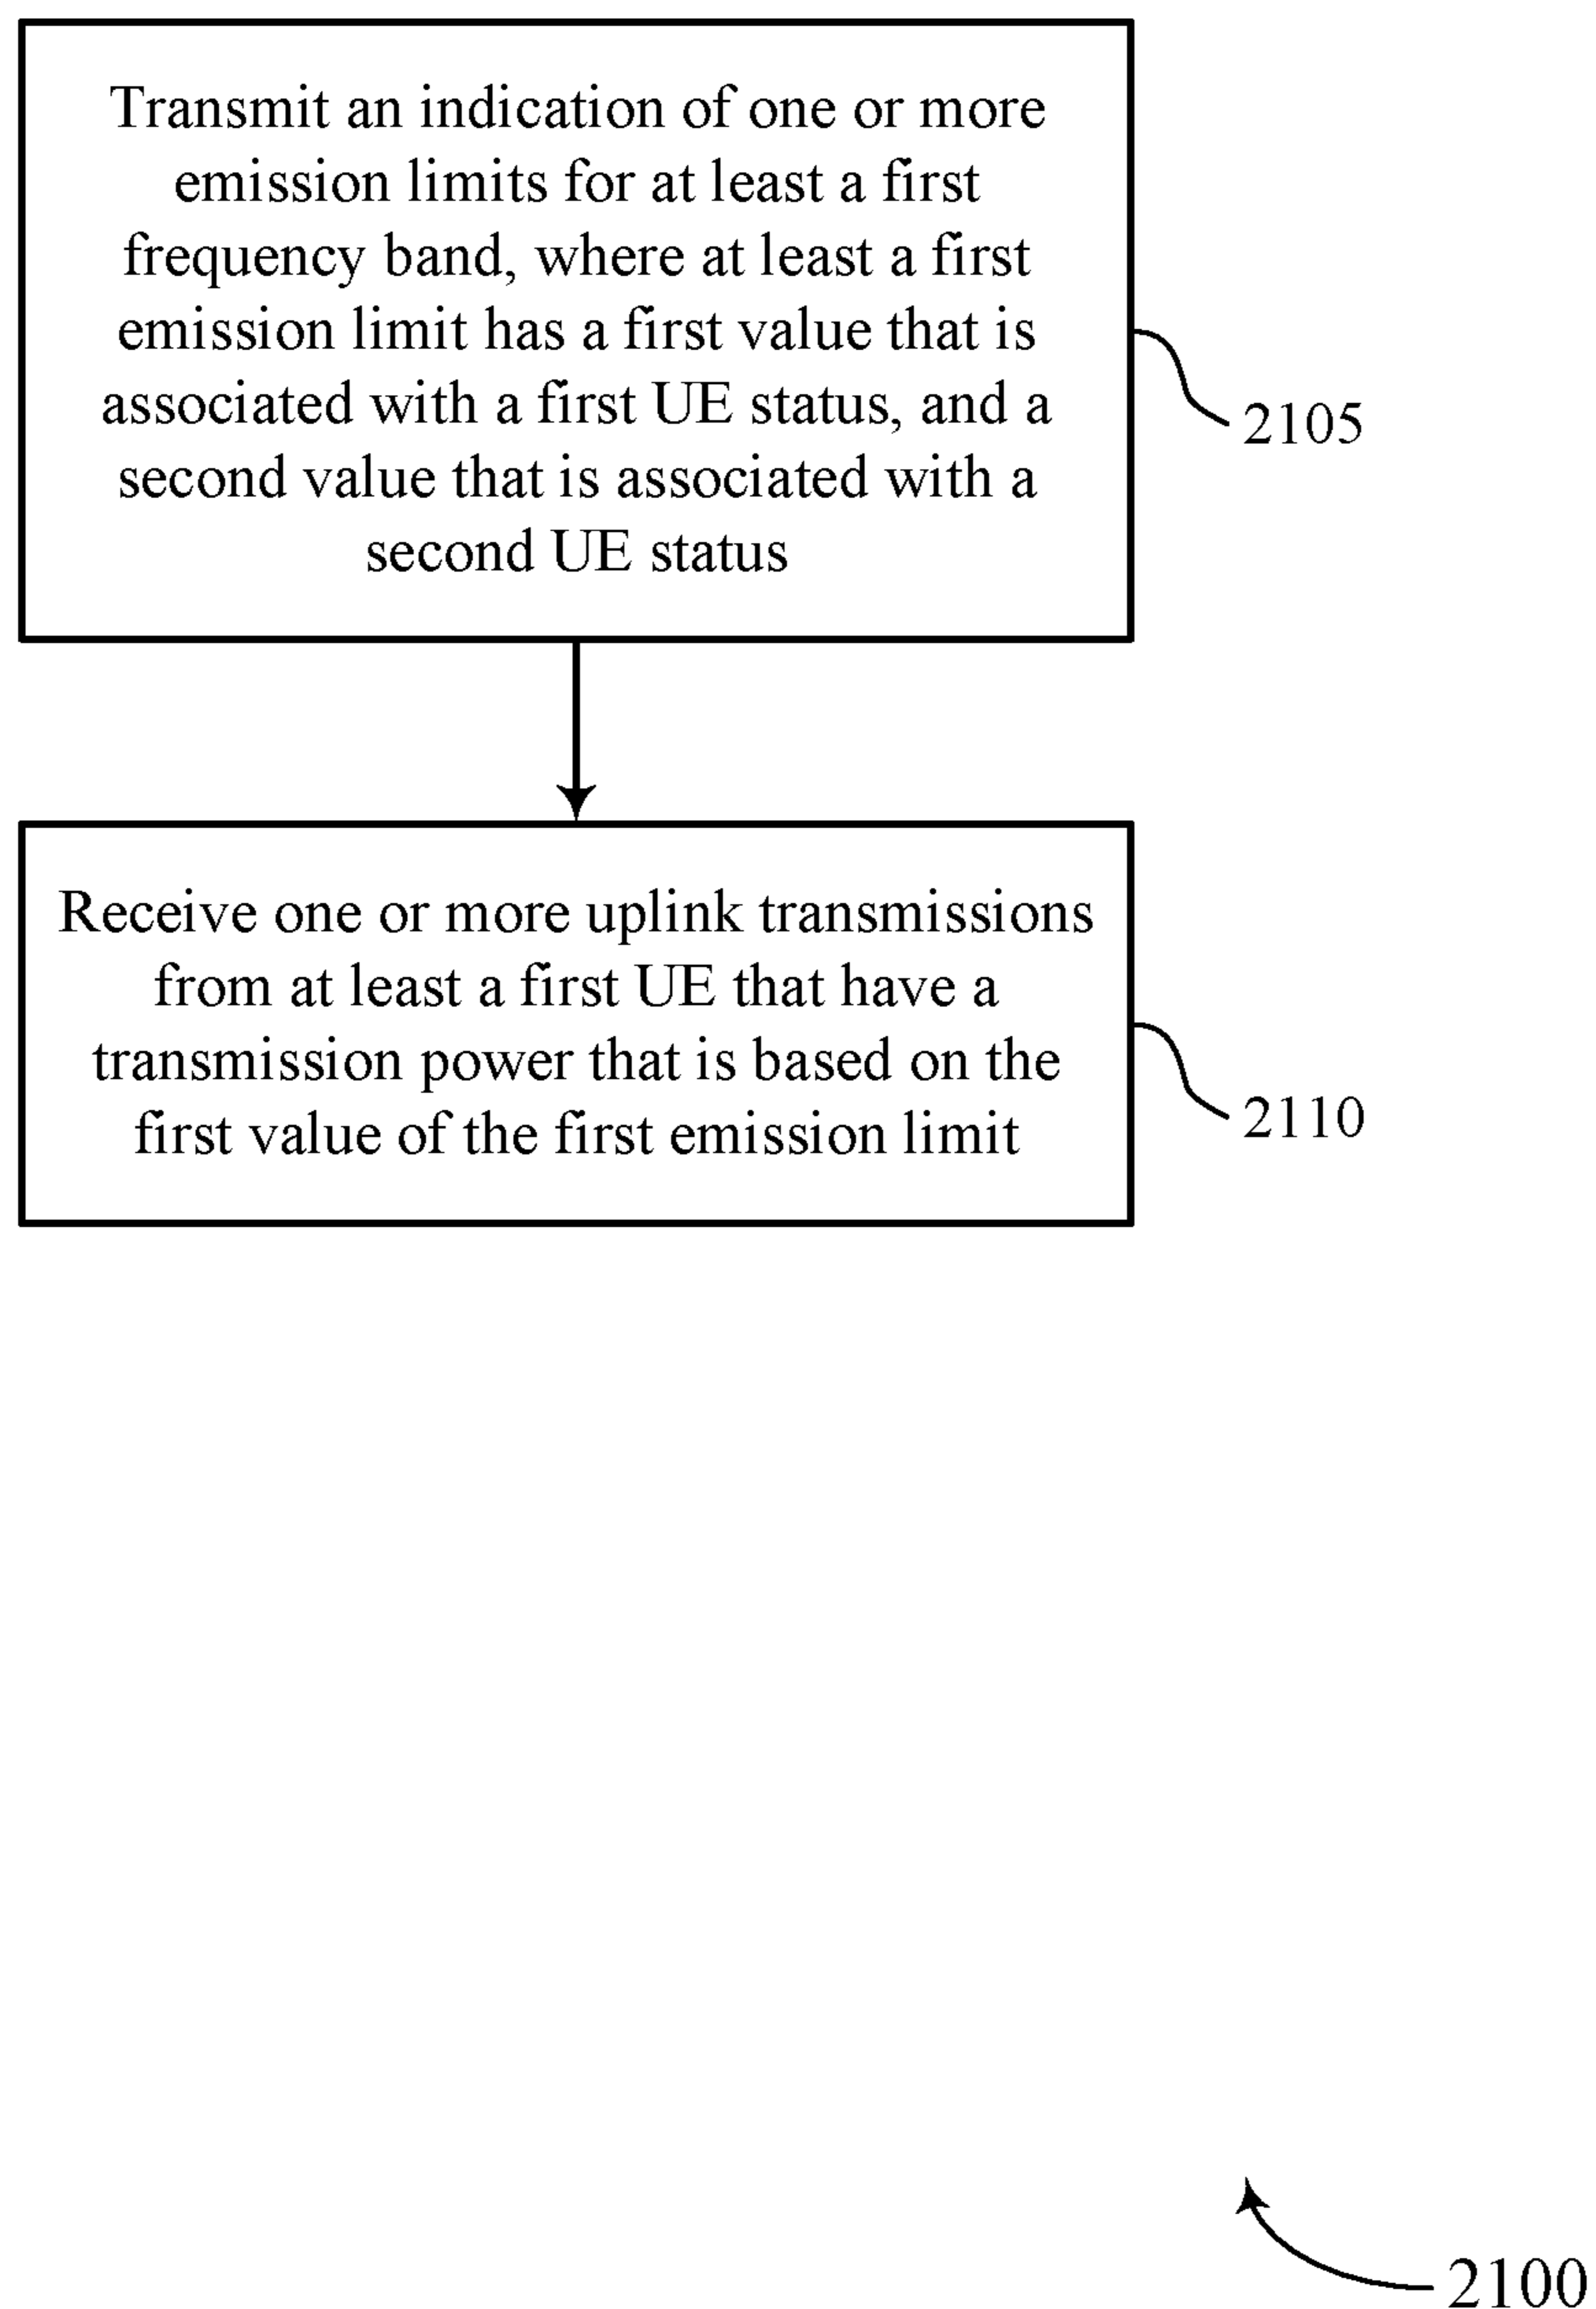 Transmit an indication of one or more
emission limits for at least a first
frequency band, where at least a first
emission limit has a first value that is
associated with a first UE status, and a
second value that is associated with a
second UE status
2105
Receive one or more uplink transmissions
from at least a first UE that have a
transmission power that is based on the
first value of the first emission limit
2110
2100